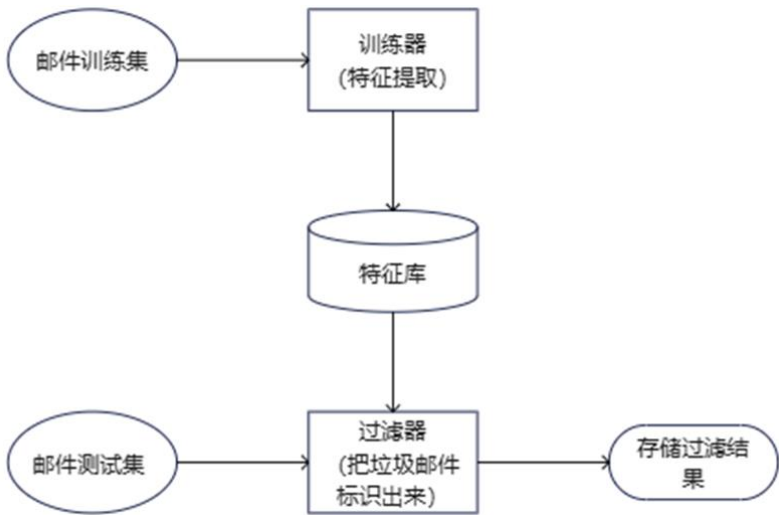 邮件训练集
训练器
(特征提取)
特征库
邮件测试集
过滤器
(把垃圾邮件
标识出来)
存储过滤结
果